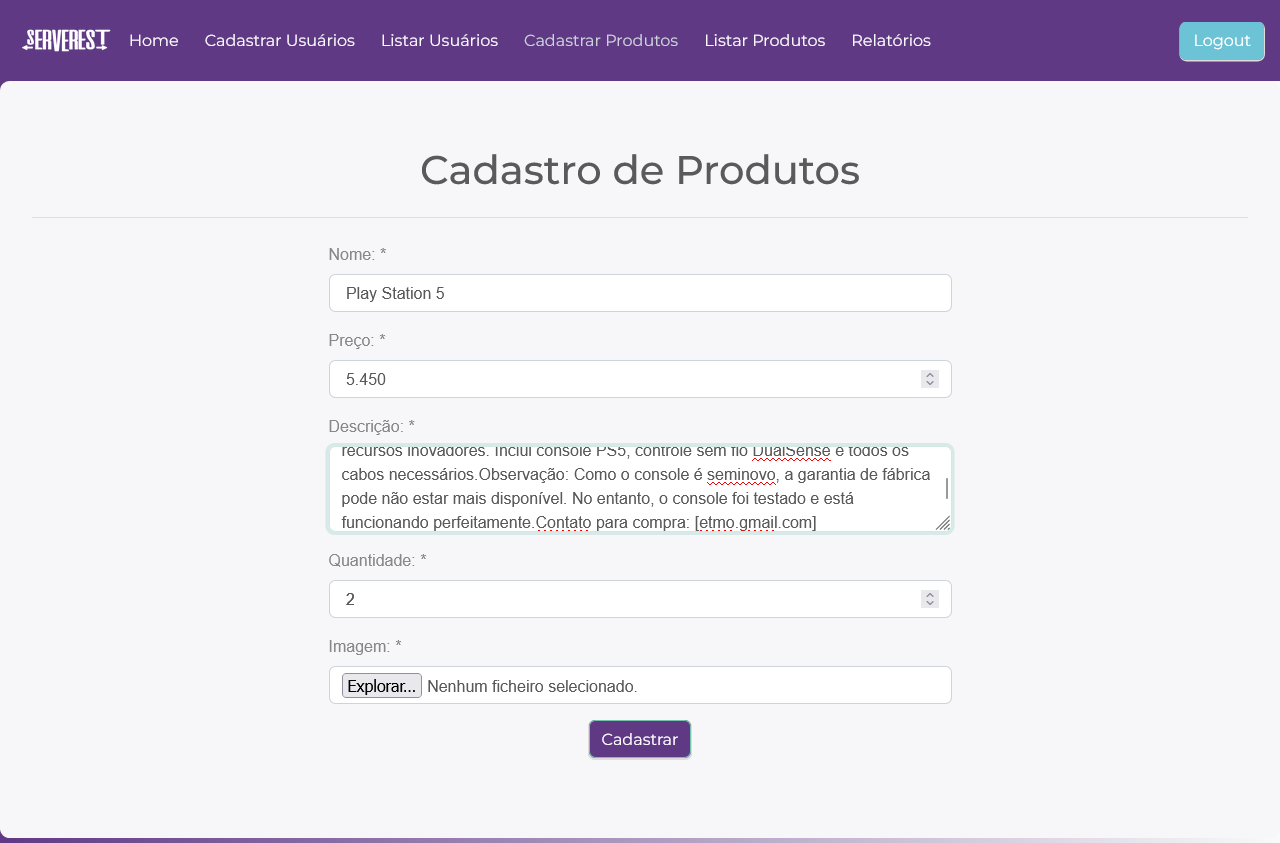 SERVEREST Home Cadastrar Usuários Listar Usuários Cadastrar Produtos Listar Produtos Relatórios Logout
Cadastro de Produtos
Nome: *
Play Station 5
Preço: *
5.450
Descrição: *
recursos inovadores. Inclui console PS5, controle sem fio DualSense e todos os
cabos necessários.Observação: Como o console é seminovo, a garantia de fábrica
pode não estar mais disponível. No entanto, o console foi testado e está
funcionando perfeitamente.Contato para compra: [etmo.gmail.com]
Quantidade: *
2
Imagem: *
Explorar... Nenhum ficheiro selecionado.
Cadastrar